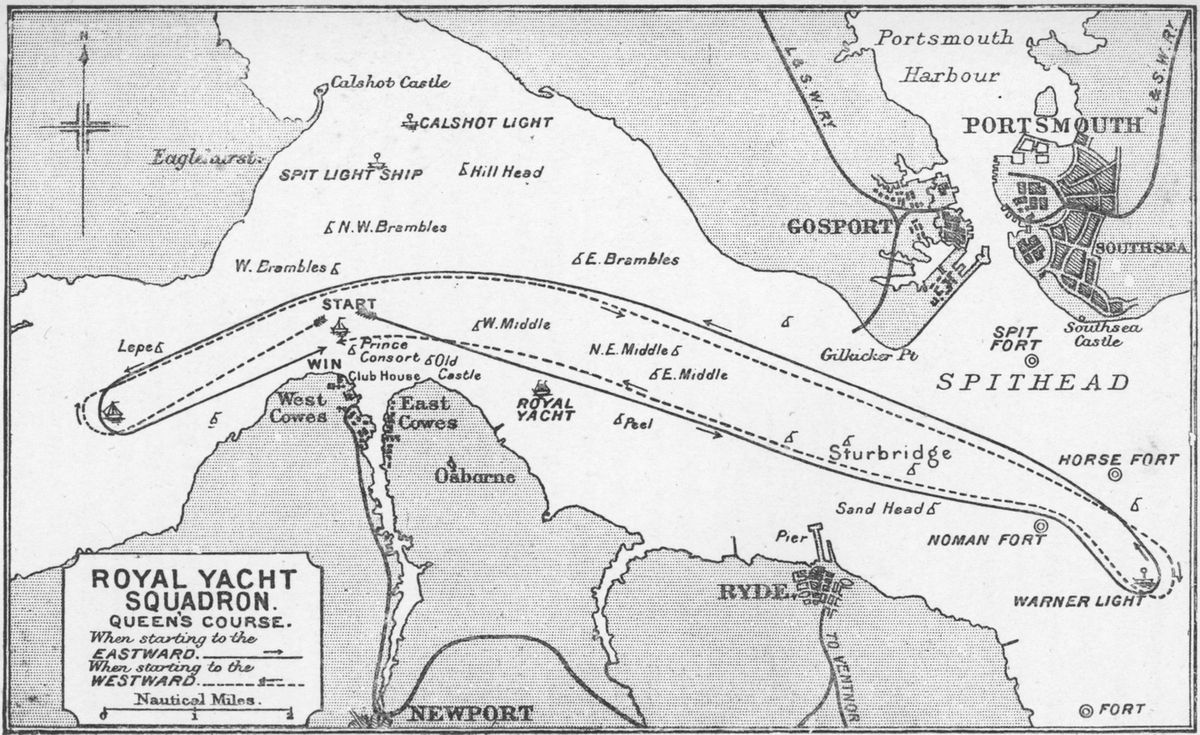 N
Calshot Castle
CALSHOT LIGHT
Eaglehurst.
SPIT LIGHT SHIP
Hill Head
N.W. Brambles
W. Brambles
E. Brambles
L & S.W. RY
Portsmouth
Harbour
L & S.W. RY
PORTSMOUTH
GOSPORT
SOUTHSEA
START
W. Middle
Lepe
Prince
Consort
WIN
Club House
Old
Castle
N.E. Middle
E. Middle
Gilkicker Pt
SPIT
FORT
Southsea
Castle
SPITHEAD
West
Cowes
East
Cowes
ROYAL
YACHT
Peel
Sturbridge
HORSE FORT
Osborne
Sand Head
Pier
NOMAN FORT
RYDE.
WARNER LIGHT
TO VENTNOR
NEWPORT
FORT
ROYAL YACHT
SQUADRON.
QUEEN'S COURSE.
When starting to the
EASTWARD.
When starting to the
WESTWARD.
Nautical Miles.
0 1 2